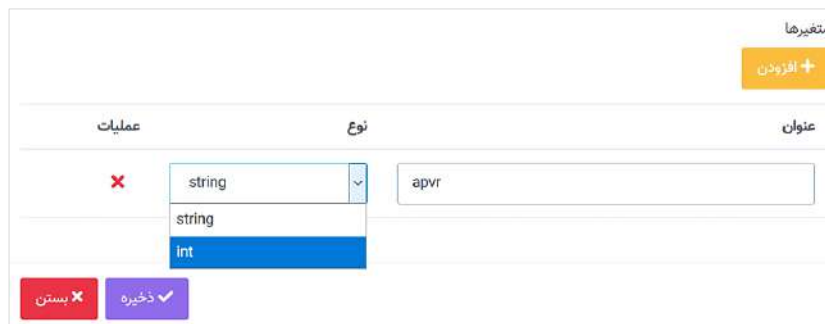 متغیرها
+ افزودن
عنوان نوع عملیات
apvr string
string
int
ذخیره بستن